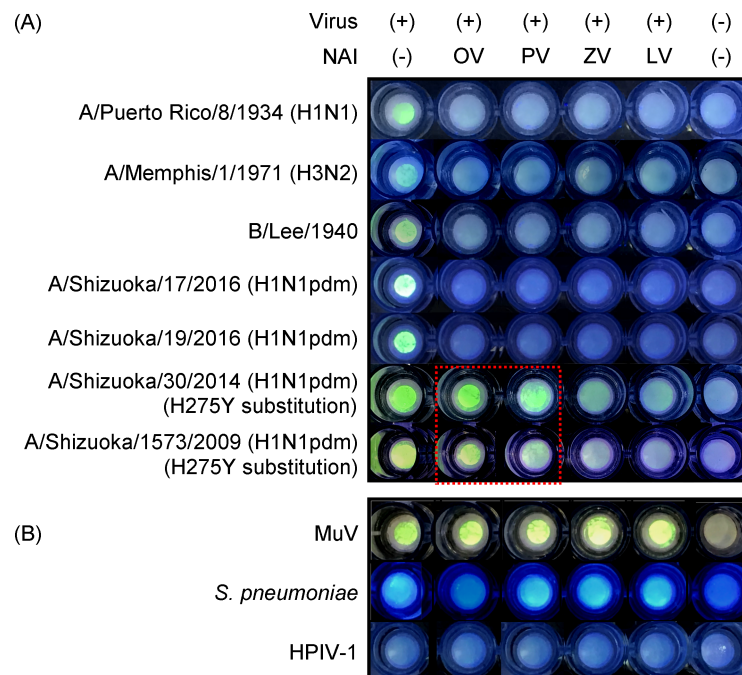 (A) Virus (+) (+) (+) (+) (+) (-)
NAI (-) OV PV ZV LV (-)
A/Puerto Rico/8/1934 (H1N1)
A/Memphis/1/1971 (H3N2)
B/Lee/1940
A/Shizuoka/17/2016 (H1N1pdm)
A/Shizuoka/19/2016 (H1N1pdm)
A/Shizuoka/30/2014 (H1N1pdm)
(H275Y substitution)
A/Shizuoka/1573/2009 (H1N1pdm)
(H275Y substitution)
(B) MuV
S. pneumoniae
HPIV-1